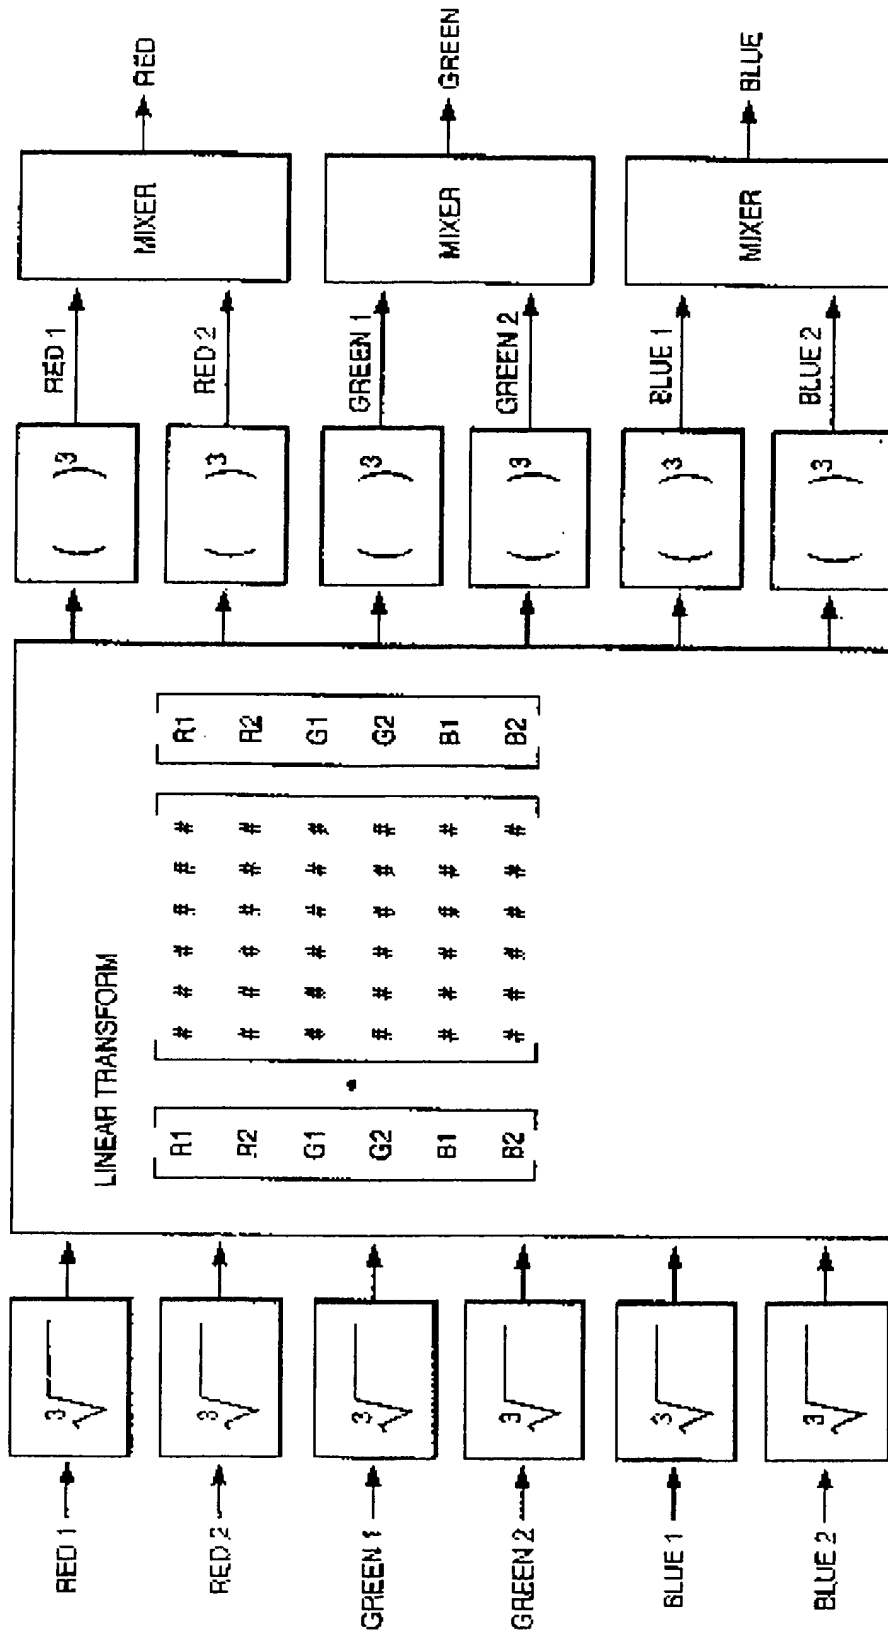 RED 1
RED 2
GREEN 1
GREEN 2
BLUE 1
BLUE 2
3
3
3
3
3
3
LINEAR TRANSFORM
R1 # # # # # # R1
R2 # # # # # # R2
G1 # # # # # # G1
G2 # # # # # # G2
B1 # # # # # # B1
B2 # # # # # # B2
( )3
( )3
( )3
( )3
( )3
( )3
RED 1
RED 2
GREEN 1
GREEN 2
BLUE 1
BLUE 2
MIXER
MIXER
MIXER
RED
GREEN
BLUE